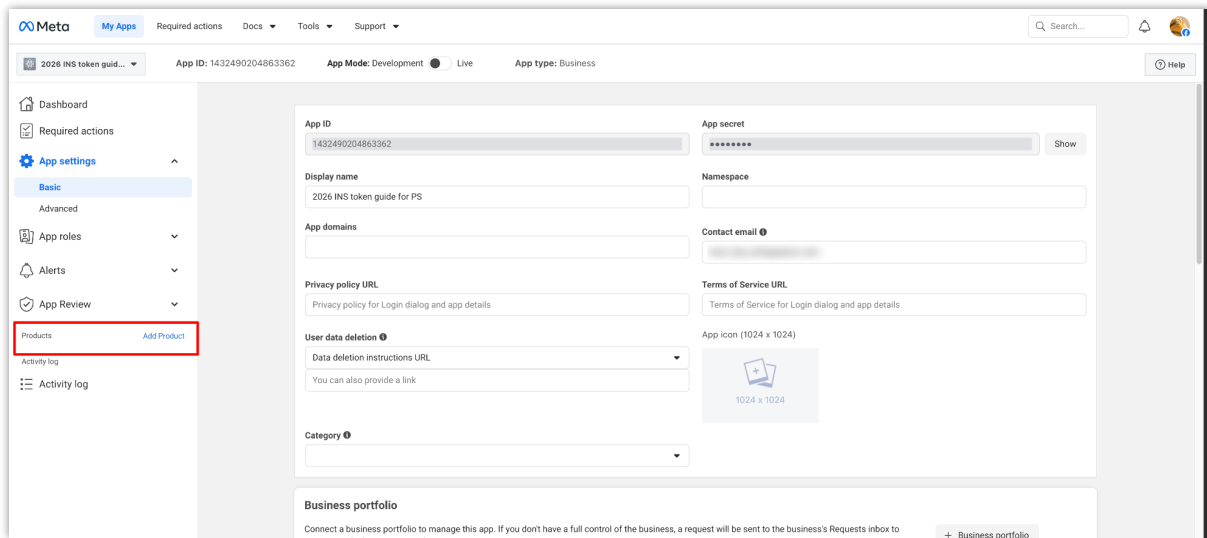 Meta My Apps Required actions Docs Tools Support Search...
2026 INS token guid... App ID: 1432490204863362 App Mode: Development Live App type: Business Help
Dashboard
Required actions
App settings
Basic
Advanced
App roles
Alerts
App Review
Products Add Product
Activity log
Activity log
App ID App secret
1432490204863362 •••••••• Show
Display name Namespace
2026 INS token guide for PS
App domains Contact email
Privacy policy URL Terms of Service URL
Privacy policy for Login dialog and app details Terms of Service for Login dialog and app details
User data deletion App icon (1024 x 1024)
Data deletion instructions URL
You can also provide a link
1024 x 1024
Category
Business portfolio
Connect a business portfolio to manage this app. If you don't have a full control of the business, a request will be sent to the business's Requests inbox to
+ Business portfolio